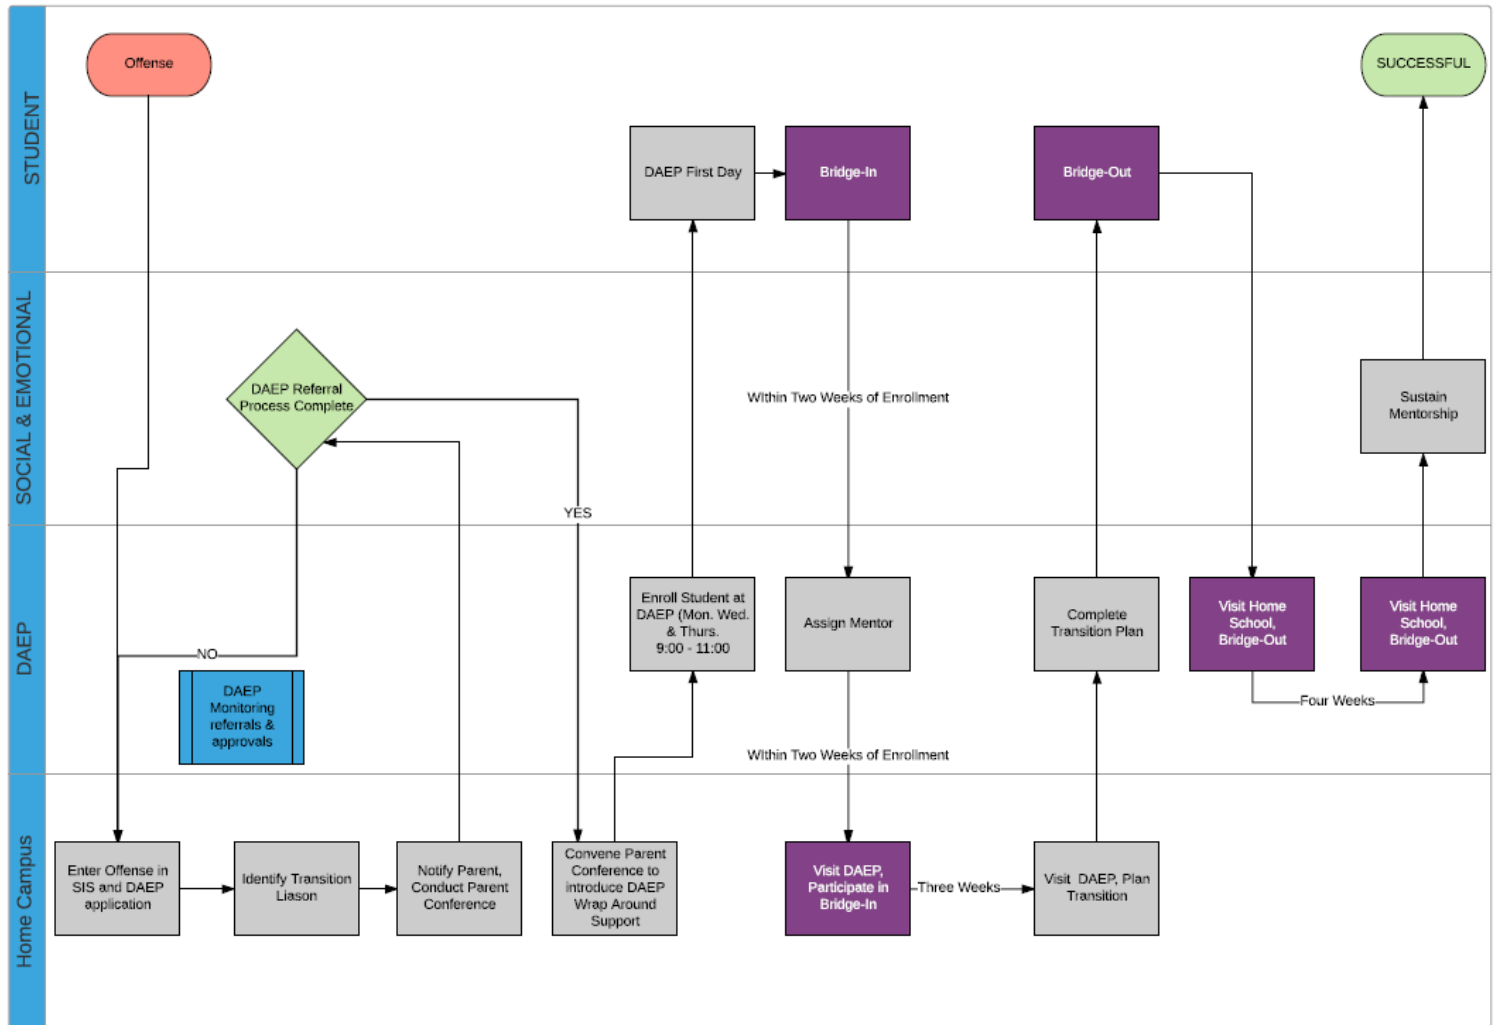 STUDENT
Offense
SUCCESSFUL
DAEP First Day
Bridge-In
Bridge-Out
SOCIAL & EMOTIONAL
DAEP Referral
Process Complete
WIthin Two Weeks of Enrollment
Sustain
Mentorship
YES
DAEP
NO
DAEP
Monitoring
referrals &
approvals
Enroll Student at
DAEP (Mon. Wed.
& Thurs.
9:00 - 11:00
Assign Mentor
Complete
Transition Plan
Visit Home
School,
Bridge-Out
Visit Home
School,
Bridge-Out
Four Weeks
WIthin Two Weeks of Enrollment
Home Campus
Enter Offense in
SIS and DAEP
application
Identify Transition
Liason
Notify Parent,
Conduct Parent
Conference
Convene Parent
Conference to
introduce DAEP
Wrap Around
Support
Visit DAEP,
Participate in
Bridge-In
Three Weeks
Visit DAEP, Plan
Transition